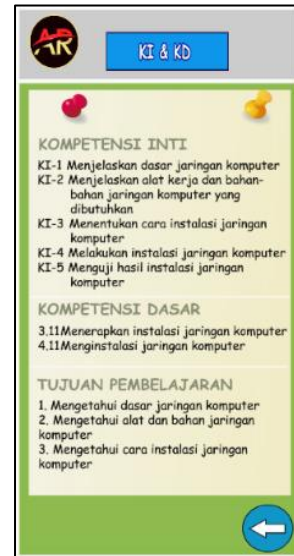 AR
KI & KD
KOMPETENSI INTI
KI-1 Menjelaskan dasar jaringan komputer
KI-2 Menjelaskan alat kerja dan bahan-
bahan jaringan komputer yang
dibutuhkan
KI-3 Menentukan cara instalasi jaringan
komputer
KI-4 Melakukan instalasi jaringan komputer
KI-5 Menguji hasil instalasi jaringan
komputer
KOMPETENSI DASAR
3.11Menerapkan instalasi jaringan komputer
4.11Menginstalasi jaringan komputer
TUJUAN PEMBELAJARAN
1. Mengetahui dasar jaringan komputer
2. Mengetahui alat dan bahan jaringan
komputer
3. Mengetahui cara instalasi jaringan
komputer